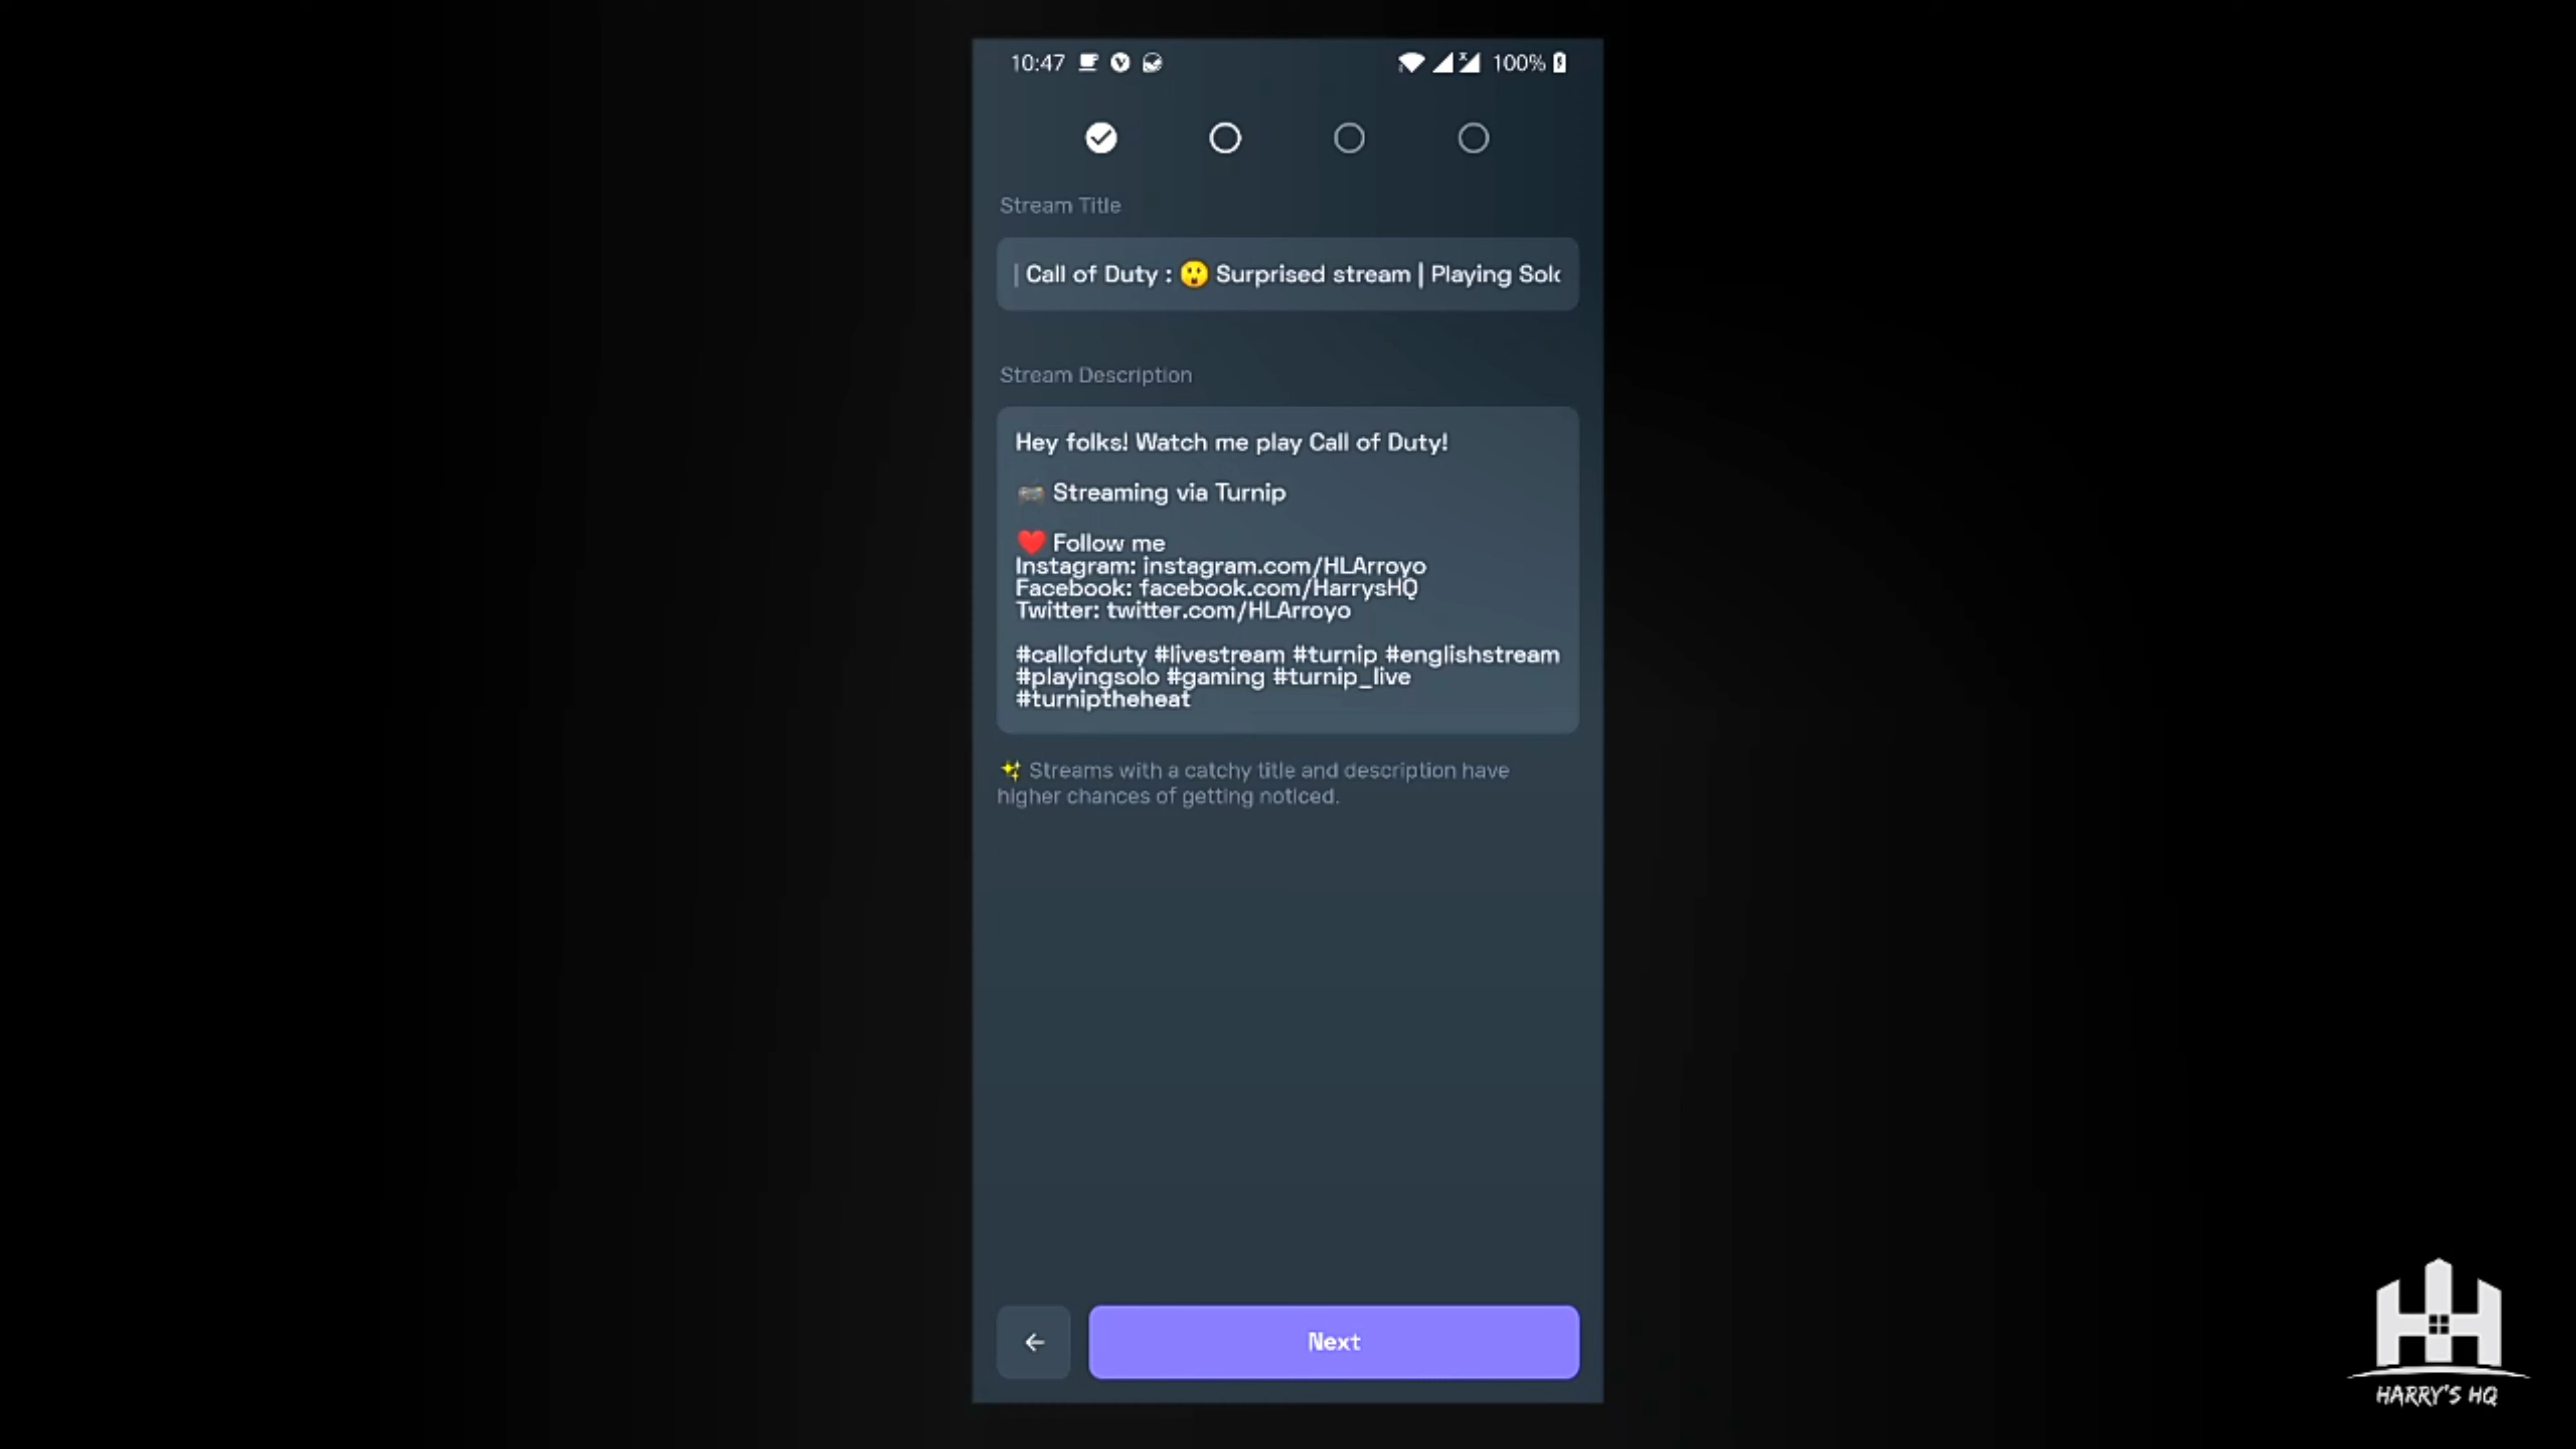 10:47 100%
Stream Title
| Call of Duty : 😲 Surprised stream | Playing Solo
Stream Description
Hey folks! Watch me play Call of Duty!
🎮 Streaming via Turnip
❤️ Follow me
Instagram: instagram.com/HLArroyo
Facebook: facebook.com/HarrysHQ
Twitter: twitter.com/HLArroyo
#callofduty #livestream #turnip #englishstream
#playingsolo #gaming #turnip_live
#turniptheheat
✨ Streams with a catchy title and description have
higher chances of getting noticed.
Next
HARRY'S HQ